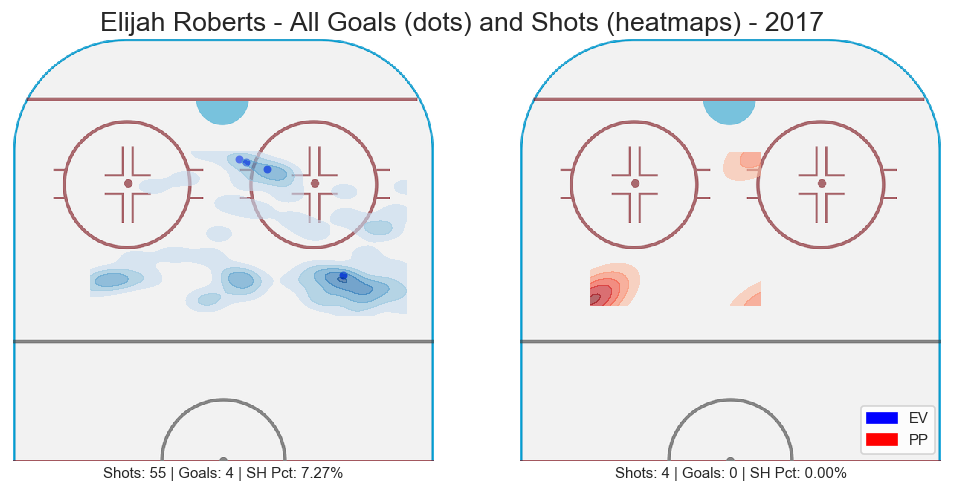 Elijah Roberts - All Goals (dots) and Shots (heatmaps) - 2017
EV
PP
Shots: 55 | Goals: 4 | SH Pct: 7.27%
Shots: 4 | Goals: 0 | SH Pct: 0.00%